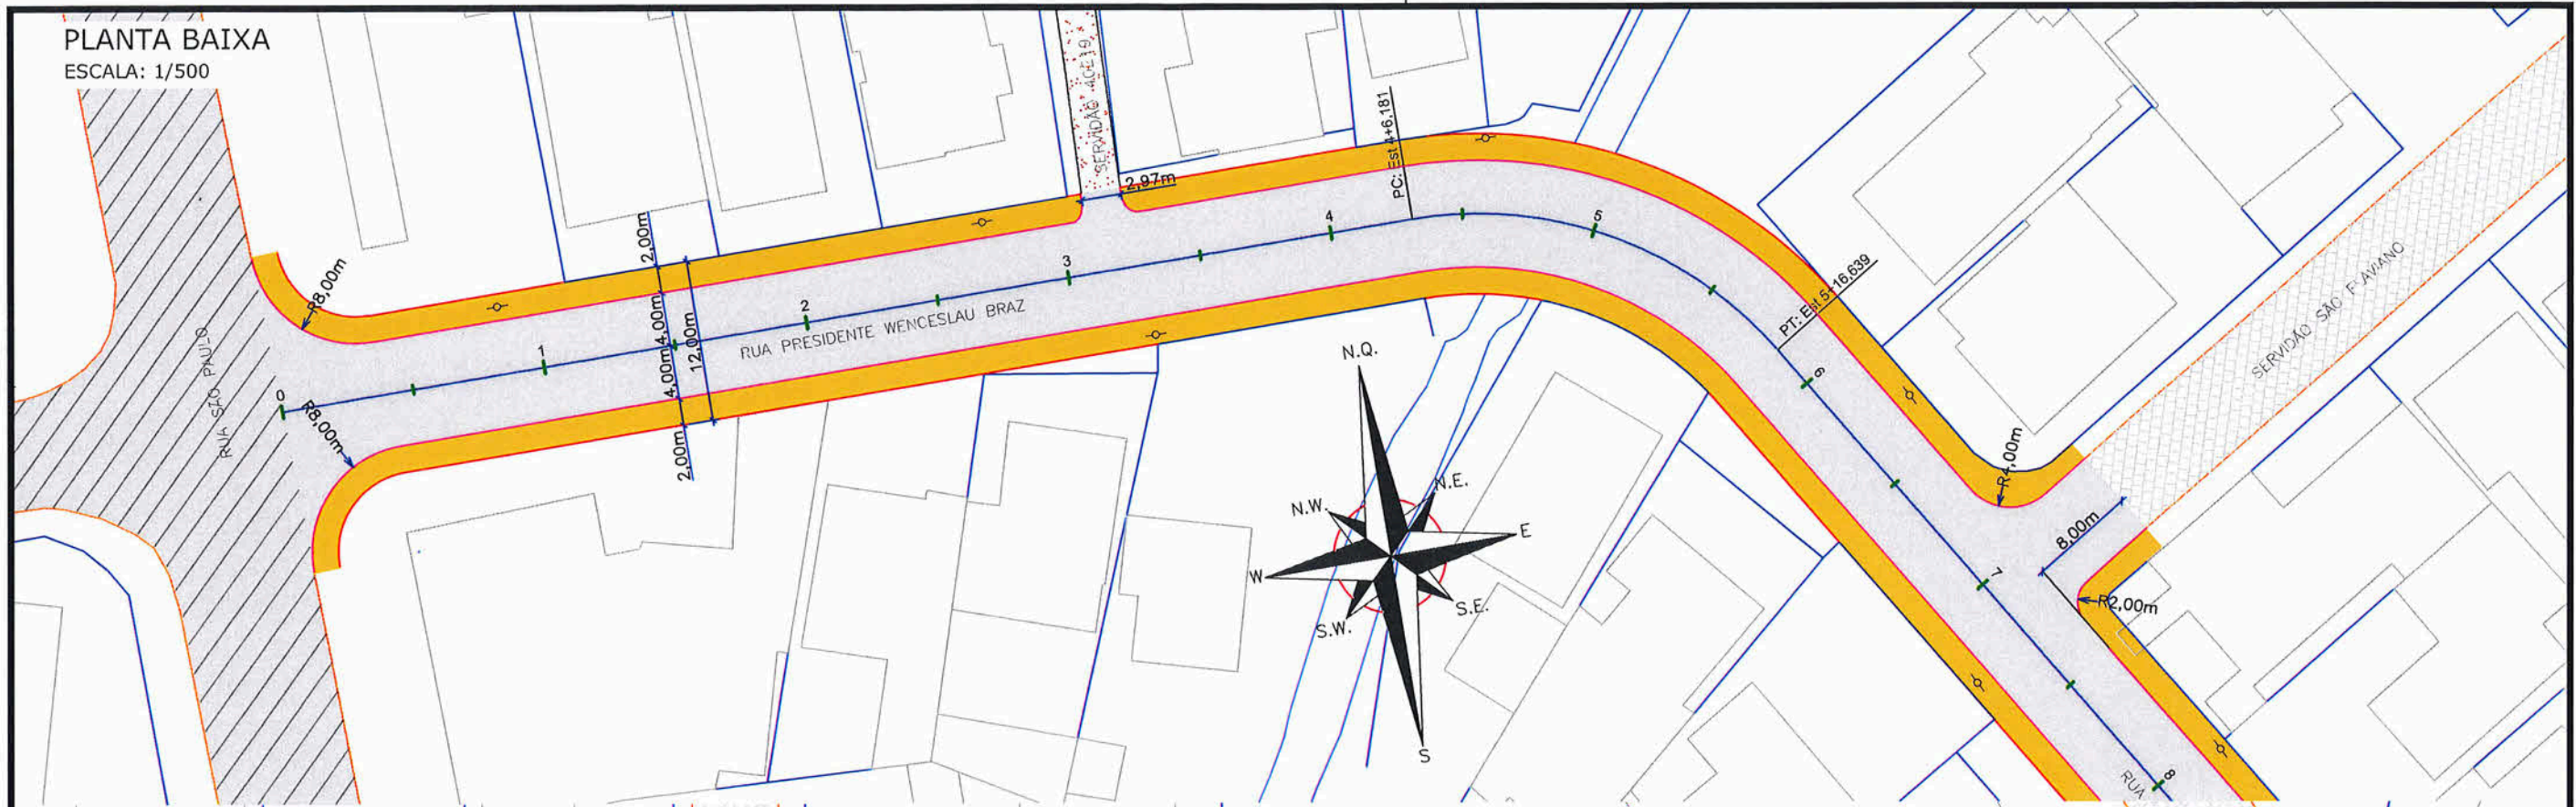 PLANTA BAIXA
ESCALA: 1/500
SERVIDÃO 40-19
2,97m
PC: Est 4+6,181
R8,00m
2,00m
4,00m
4,00m
12,00m
2,00m
RUA SÃO PAULO
R8,00m
0
1
2
3
4
5
6
7
8
RUA PRESIDENTE WENCESLAU BRAZ
PT: Est 5+16,639
SERVIDÃO SÃO FLAVIANO
R4,00m
8,00m
R2,00m
RUA
N.Q.
N.E.
E
S.E.
S
S.W.
W
N.W.